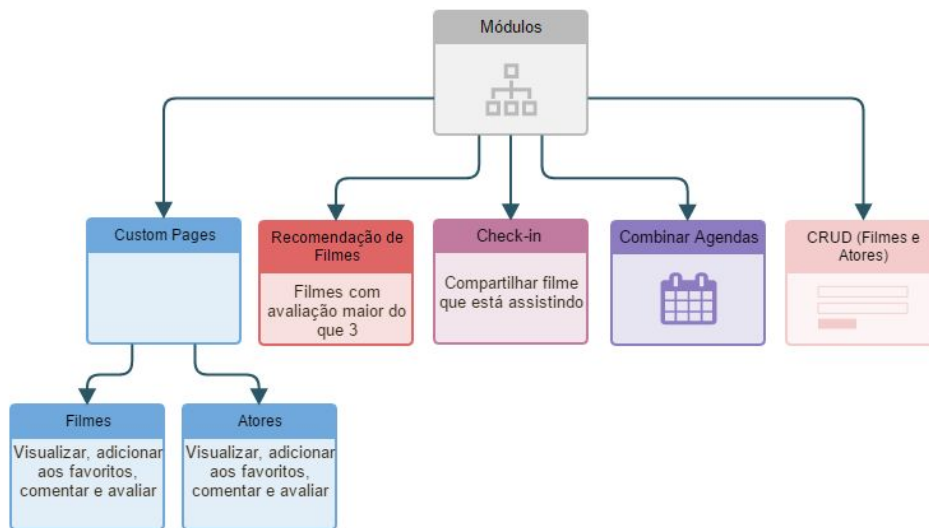 Módulos
Custom Pages
Recomendação de
Filmes
Filmes com
avaliação maior do
que 3
Check-in
Compartilhar filme
que está assistindo
Combinar Agendas
CRUD (Filmes e
Atores)
Filmes
Visualizar, adicionar
aos favoritos,
comentar e avaliar
Atores
Visualizar, adicionar
aos favoritos,
comentar e avaliar